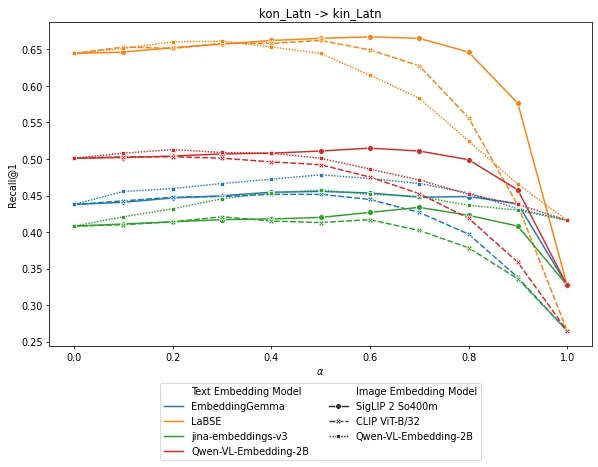 kon_Latn -> kin_Latn
Recall@1
0.65
0.60
0.55
0.50
0.45
0.40
0.35
0.30
0.25
0.0 0.2 0.4 0.6 0.8 1.0
α
Text Embedding Model Image Embedding Model
EmbeddingGemma SigLIP 2 So400m
LaBSE CLIP ViT-B/32
jina-embeddings-v3 Qwen-VL-Embedding-2B
Qwen-VL-Embedding-2B